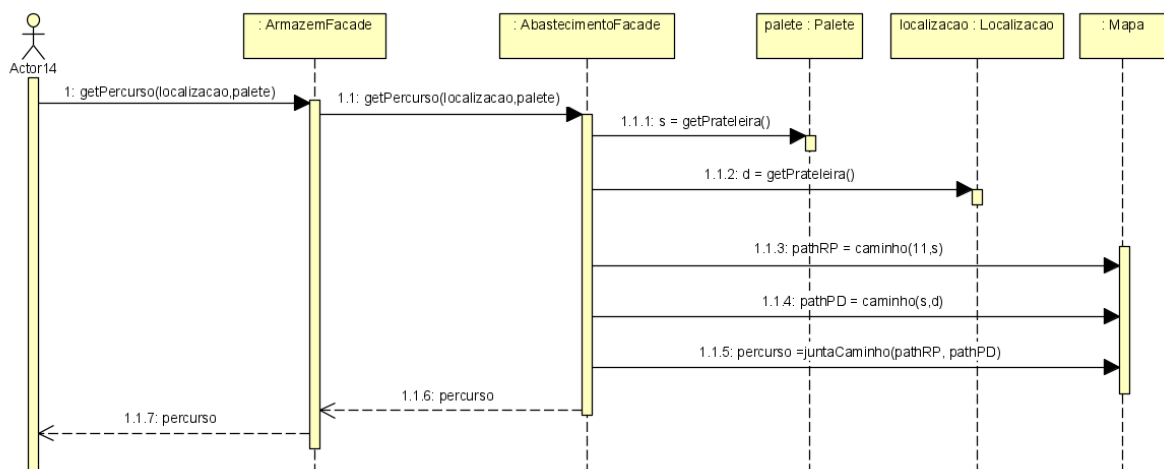 : ArmazemFacade
: AbastecimentoFacade
palete : Palete
localizacao : Localizacao
: Mapa
Actor14
1: getPercurso(localizacao,palete)
1.1: getPercurso(localizacao,palete)
1.1.1: s = getPrateleira()
1.1.2: d = getPrateleira()
1.1.3: pathRP = caminho(11,s)
1.1.4: pathPD = caminho(s,d)
1.1.5: percurso =juntaCaminho(pathRP, pathPD)
1.1.6: percurso
1.1.7: percurso